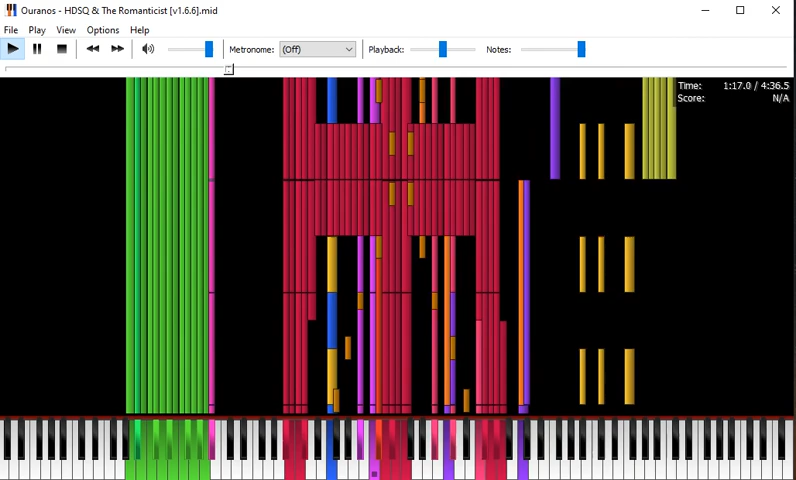 Ouranos - HDSQ & The Romanticist [v1.6.6].mid
File Play View Options Help
Metronome: (Off) Playback: Notes:
Time: 1:17.0 / 4:36.5
Score: N/A